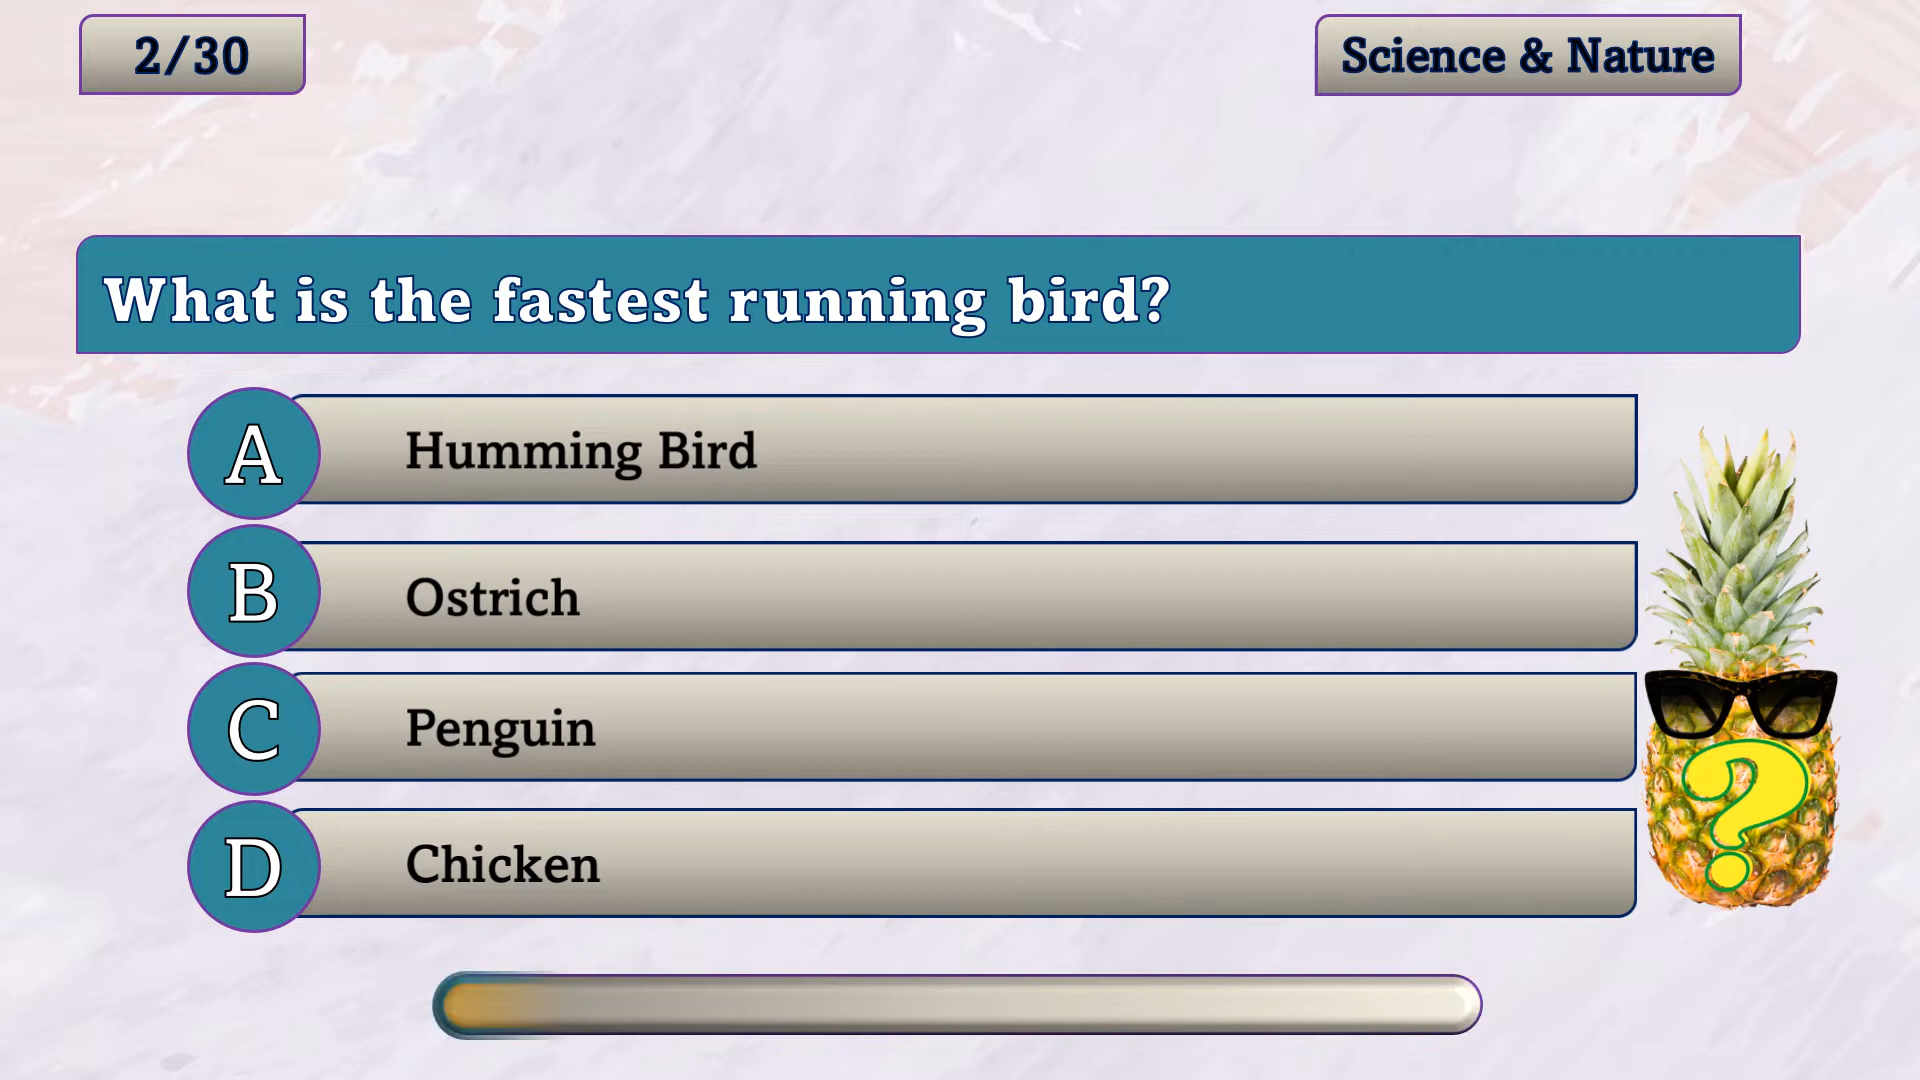 2/30
Science & Nature
What is the fastest running bird?
A
Humming Bird
B
Ostrich
C
Penguin
D
Chicken
?